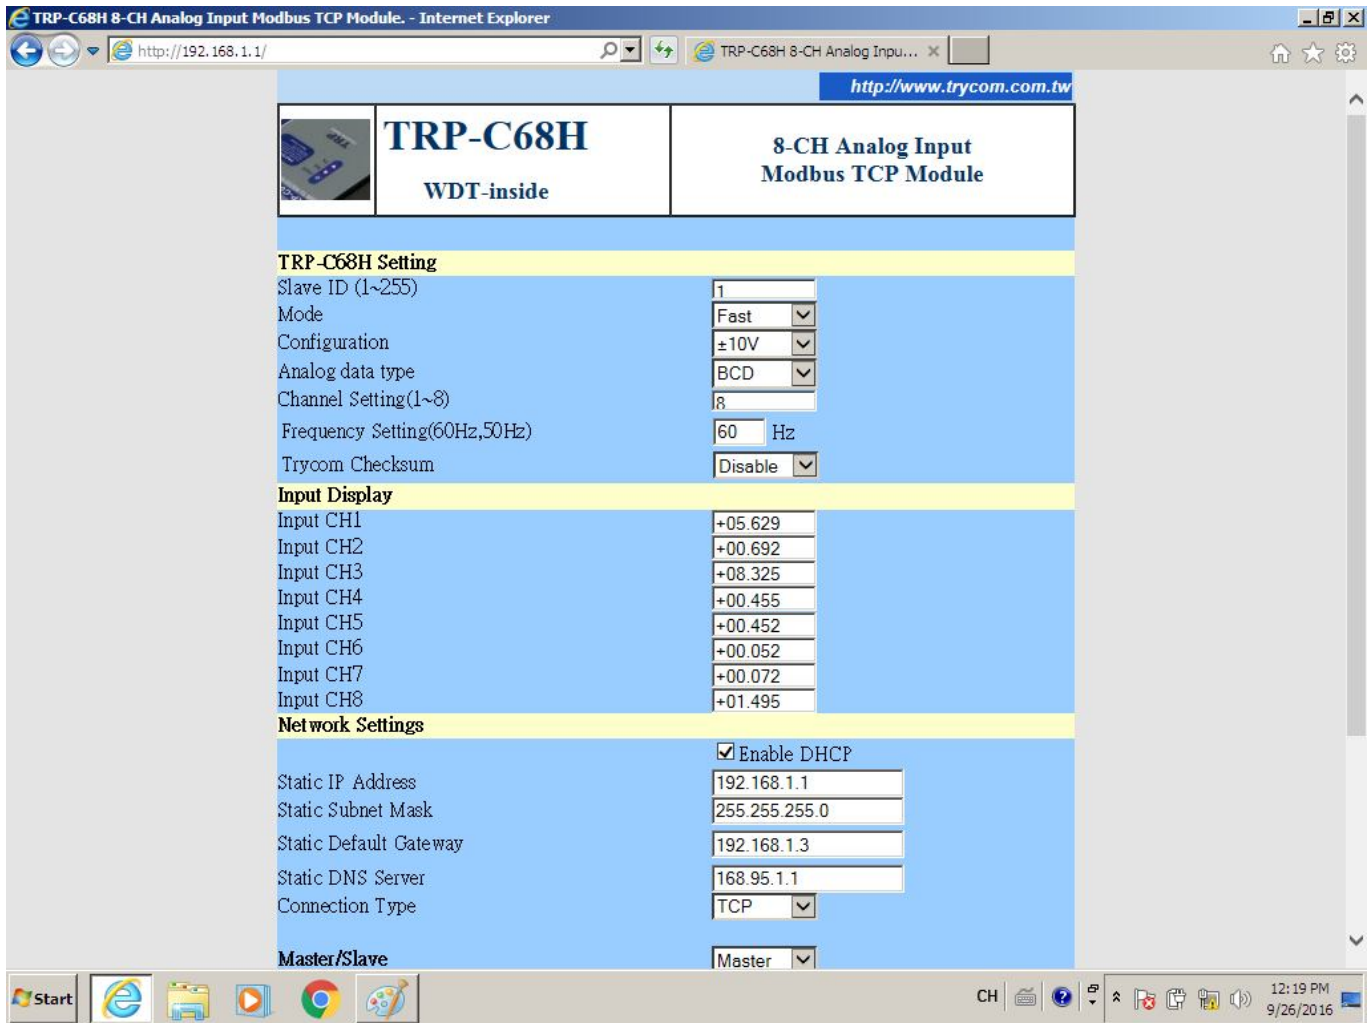 TRP-C68H 8-CH Analog Input Modbus TCP Module. - Internet Explorer
http://192.168.1.1/
TRP-C68H 8-CH Analog Inpu...
http://www.trycom.com.tw
TRP-C68H
WDT-inside
8-CH Analog Input
Modbus TCP Module
TRP-C68H Setting
Slave ID (1~255) 1
Mode Fast
Configuration ±10V
Analog data type BCD
Channel Setting(1~8) 8
Frequency Setting(60Hz,50Hz) 60 Hz
Trycom Checksum Disable
Input Display
Input CH1 +05.629
Input CH2 +00.692
Input CH3 +08.325
Input CH4 +00.455
Input CH5 +00.452
Input CH6 +00.052
Input CH7 +00.072
Input CH8 +01.495
Network Settings
Enable DHCP
Static IP Address 192.168.1.1
Static Subnet Mask 255.255.255.0
Static Default Gateway 192.168.1.3
Static DNS Server 168.95.1.1
Connection Type TCP
Master/Slave Master
Start
CH
12:19 PM
9/26/2016